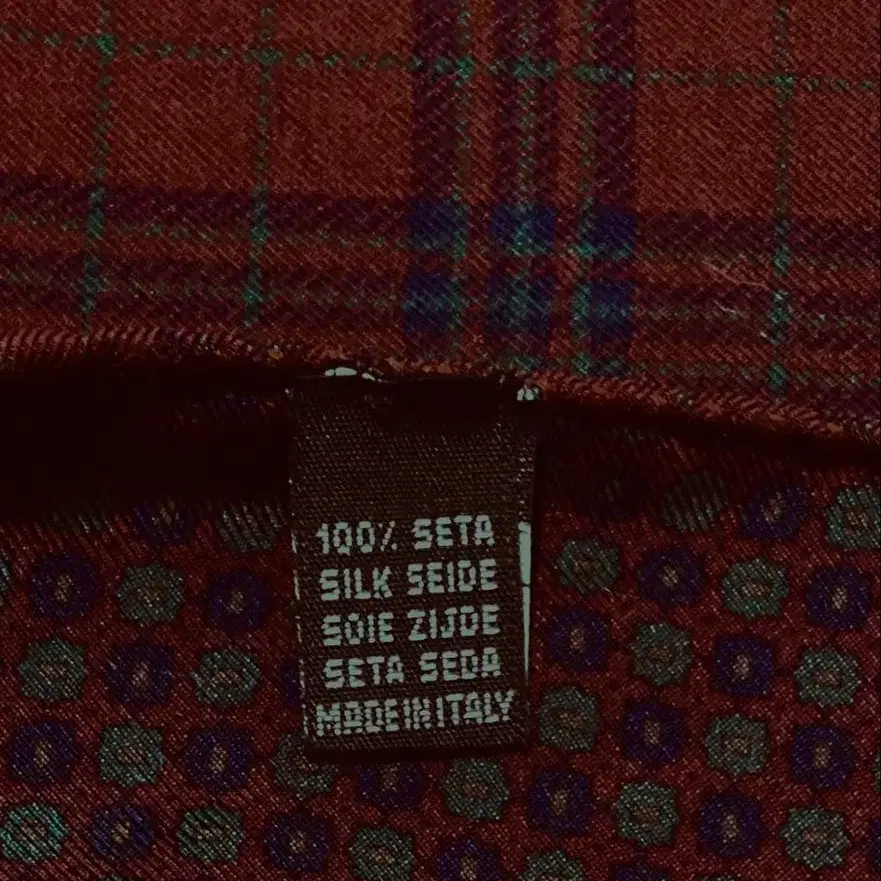 100% SETA
SILK SEIDE
SOIE ZIJDE
SETA SEDA
MADE IN ITALY